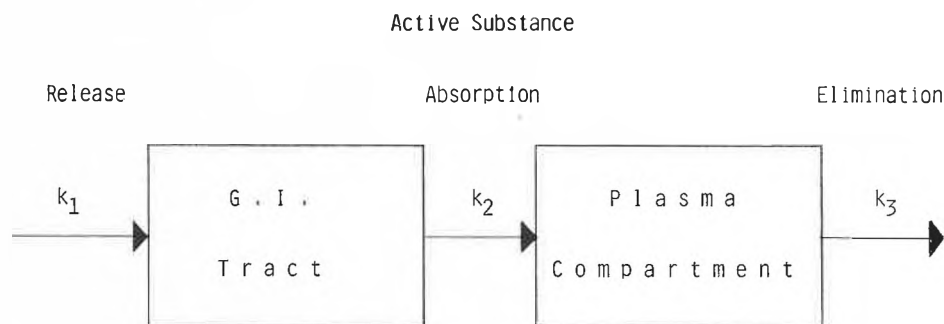 Active Substance
Release Absorption Elimination
k1 G.I. k2 Plasma k3
Tract Compartment